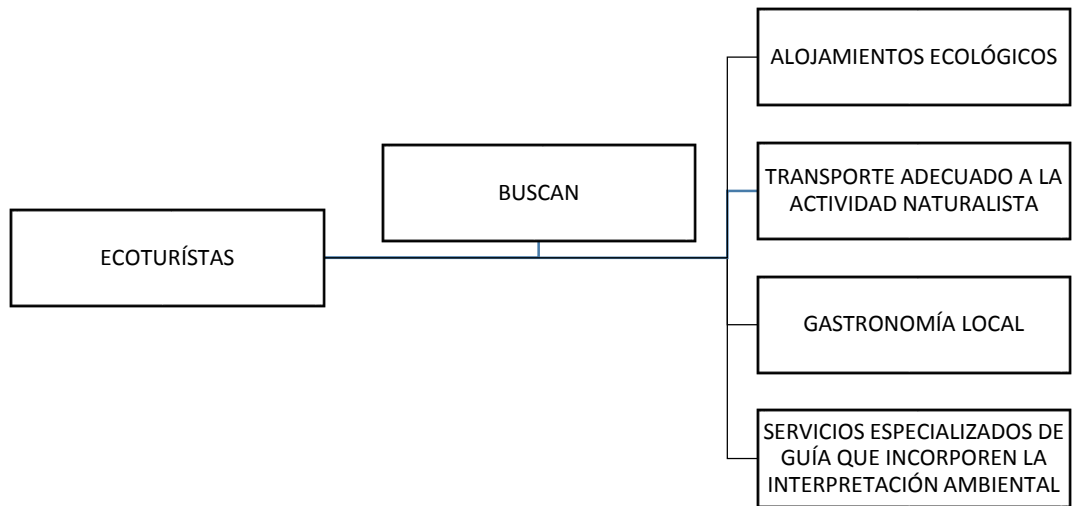 ECOTURÍSTAS
BUSCAN
ALOJAMIENTOS ECOLÓGICOS
TRANSPORTE ADECUADO A LA
ACTIVIDAD NATURALISTA
GASTRONOMÍA LOCAL
SERVICIOS ESPECIALIZADOS DE
GUÍA QUE INCORPOREN LA
INTERPRETACIÓN AMBIENTAL